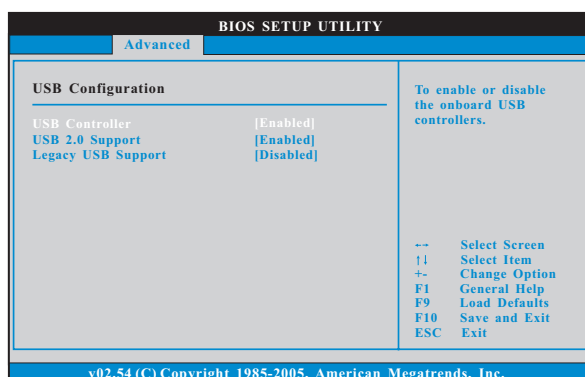 BIOS SETUP UTILITY
Advanced
USB Configuration
USB Controller [Enabled]
USB 2.0 Support [Enabled]
Legacy USB Support [Disabled]
To enable or disable
the onboard USB
controllers.
←→ Select Screen
↑↓ Select Item
+- Change Option
F1 General Help
F9 Load Defaults
F10 Save and Exit
ESC Exit
v02.54 (C) Copyright 1985-2005, American Megatrends, Inc.